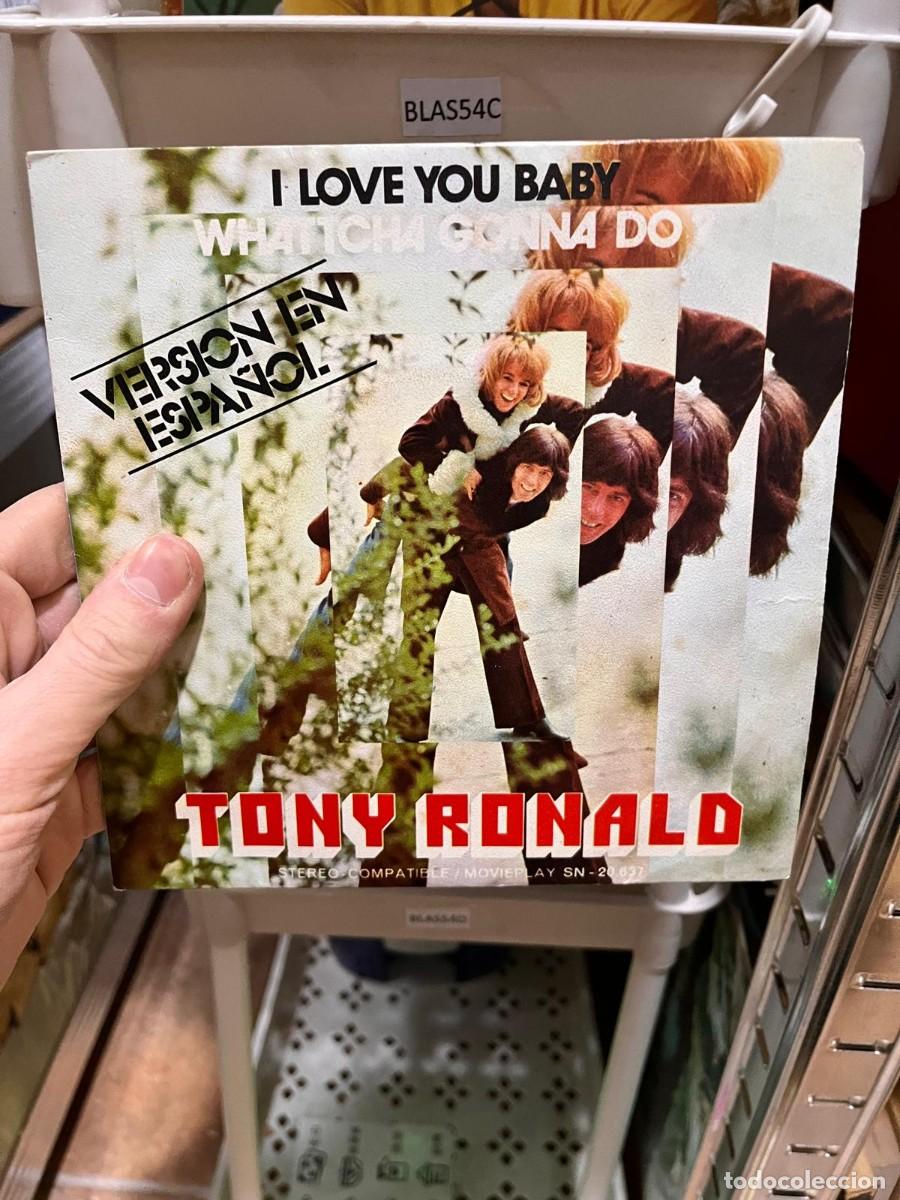 BLAS54C
I LOVE YOU BABY
WHATTCHA GONNA DO
VERSION EN
ESPAÑOL
TONY RONALD
STEREO-COMPATIBLE / MOVIEPLAY SN - 20.637
BLAS54C
todocoleccion